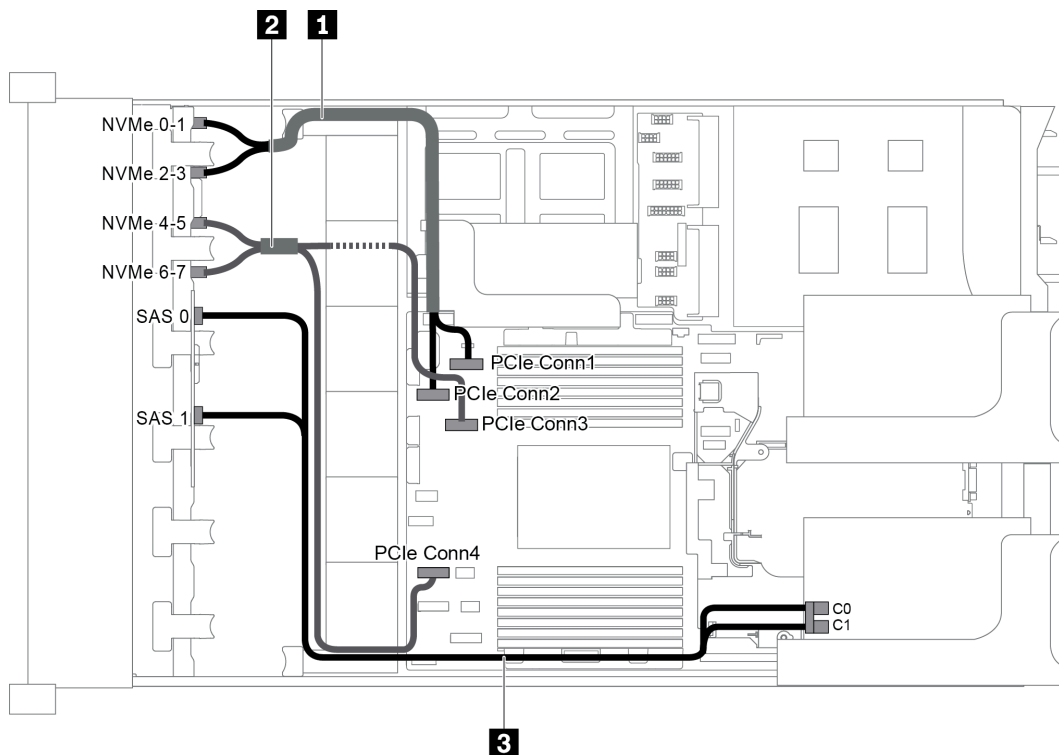 2 1
NVMe 0-1
NVMe 2-3
NVMe 4-5
NVMe 6-7
SAS 0
SAS 1
PCIe Conn1
PCIe Conn2
PCIe Conn3
PCIe Conn4
C0
C1
3